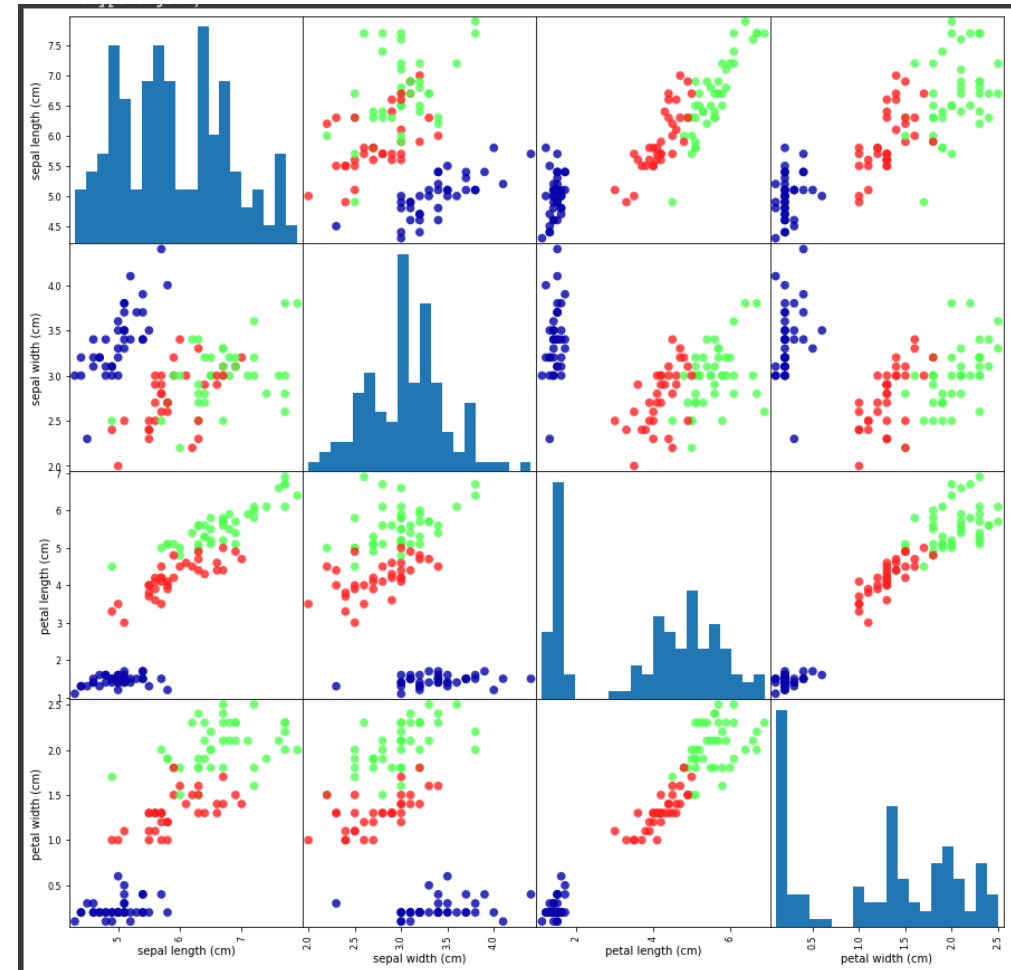 7.5
7.0
6.5
6.0
5.5
5.0
4.5
sepal length (cm)
4.0
3.5
3.0
2.5
2.0
sepal width (cm)
7
6
5
4
3
2
1
petal length (cm)
2.5
2.0
1.5
1.0
0.5
petal width (cm)
5 6 7
sepal length (cm)
2.0 2.5 3.0 3.5 4.0
sepal width (cm)
2 4 6
petal length (cm)
0.5 1.0 1.5 2.0 2.5
petal width (cm)